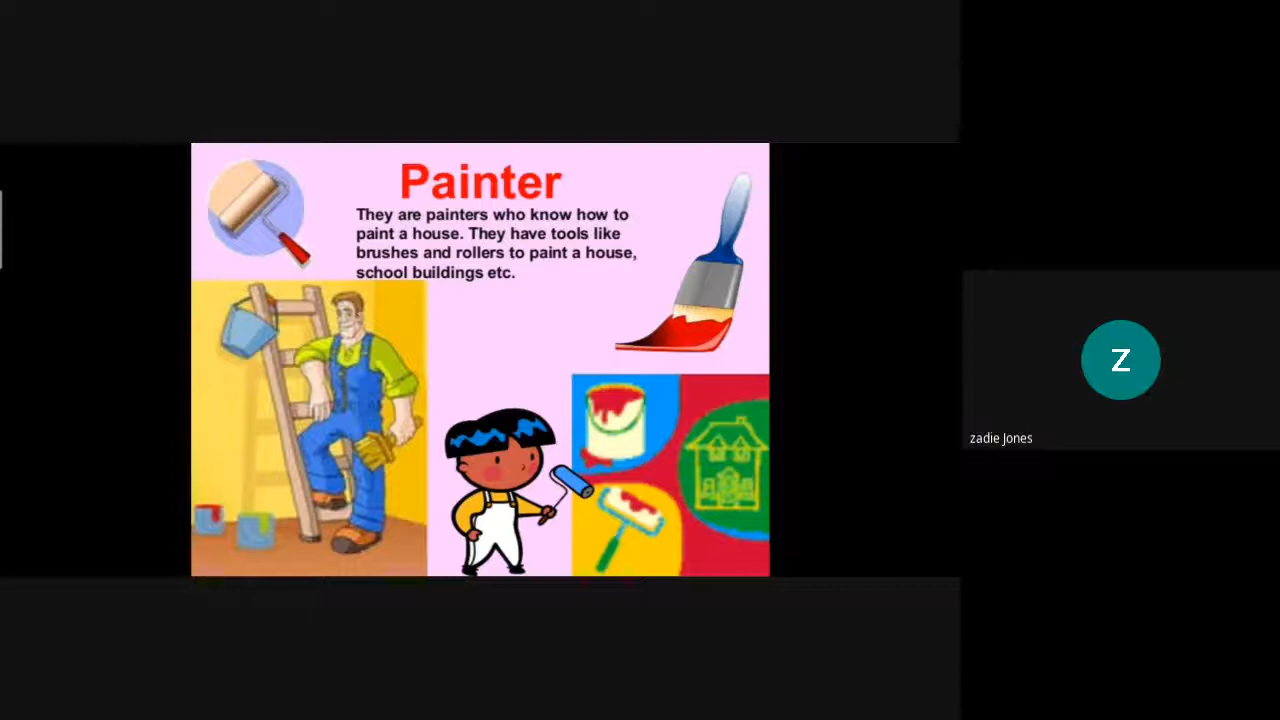 Painter
They are painters who know how to
paint a house. They have tools like
brushes and rollers to paint a house,
school buildings etc.
Z
zadie Jones